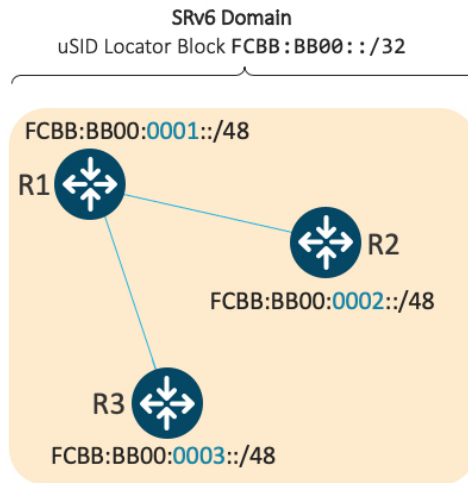 SRv6 Domain
uSID Locator Block FCBB:BB00::/32
FCBB:BB00:0001::/48
R1
R2
FCBB:BB00:0002::/48
R3
FCBB:BB00:0003::/48